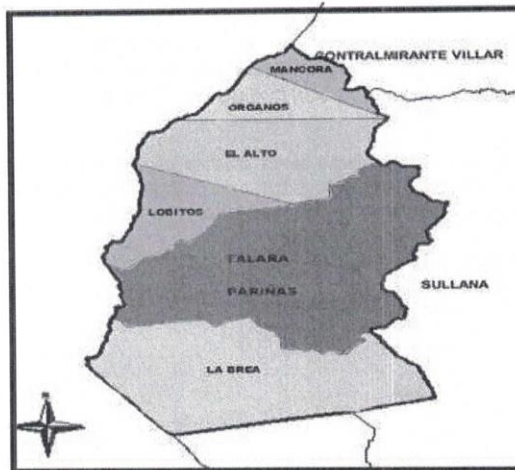 CONTRALMIRANTE VILLAR
MANCORA
ORGANOS
EL ALTO
LOBITOS
TALARA
PARIÑAS
SULLANA
LA BREA
N